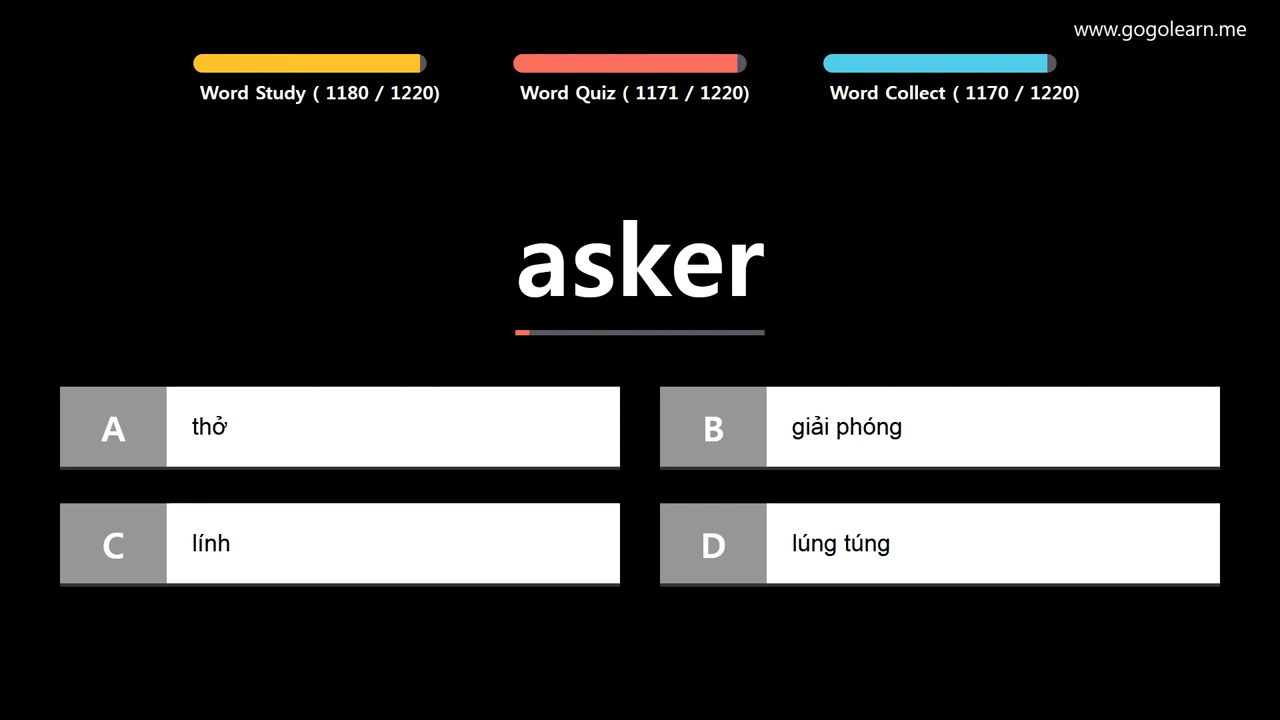 www.gogolearn.me
Word Study ( 1180 / 1220)
Word Quiz ( 1171 / 1220)
Word Collect ( 1170 / 1220)
asker
A thở
B giải phóng
C lính
D lúng túng